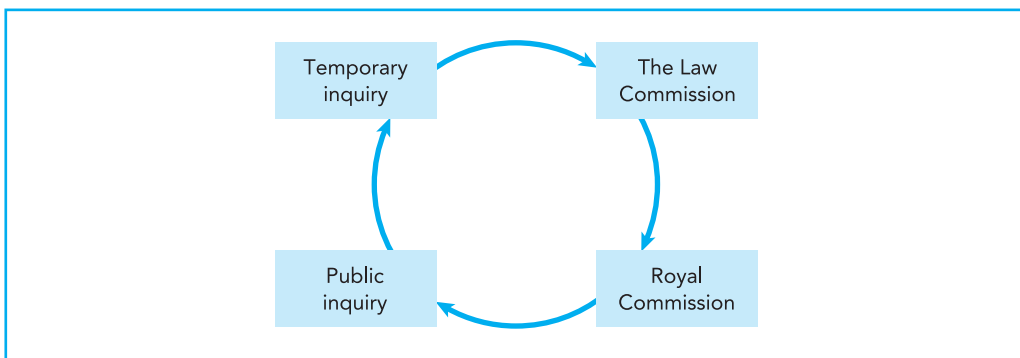 Temporary
inquiry
The Law
Commission
Public
inquiry
Royal
Commission